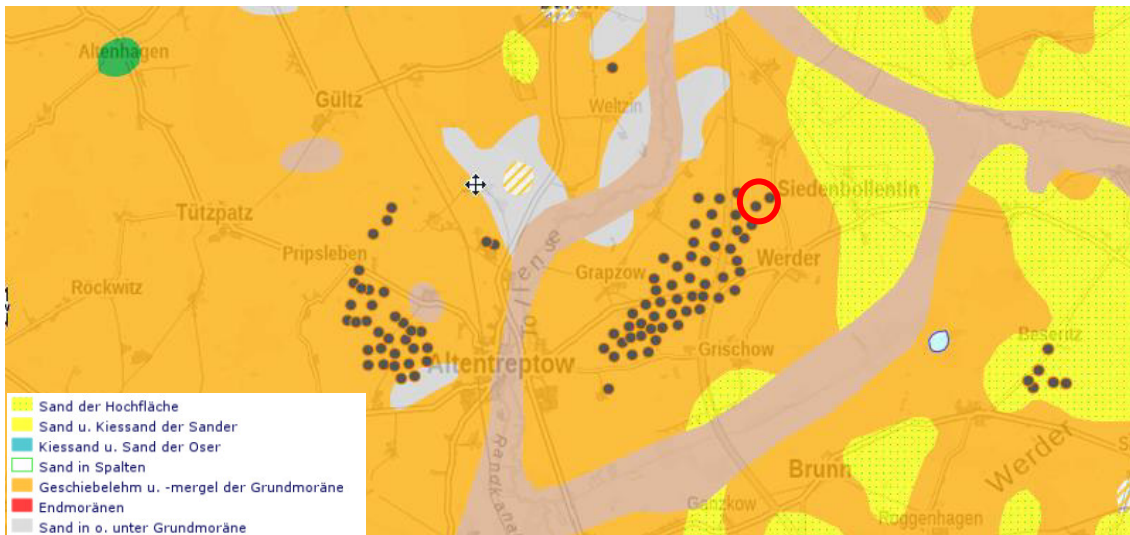 Altenhagen
Gültz
Weltzin
Siedenbollentin
Tützpatz
Pripsleben
Tollense
Grapzow
Werder
Röckwitz
Beseritz
Grischow
Altentreptow
Sand der Hochfläche
Sand u. Kiessand der Sander
Kiessand u. Sand der Oser
Sand in Spalten
Geschiebelehm u. -mergel der Grundmoräne
Endmoränen
Sand in o. unter Grundmoräne
Werder
Brunn
Ganzkow
Roggenhagen